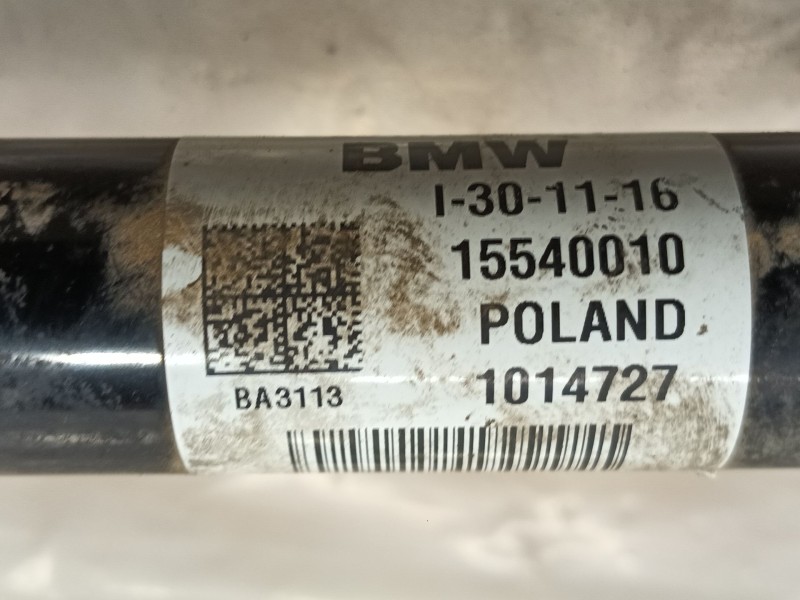 BMW
I-30-11-16
15540010
POLAND
1014727
BA3113